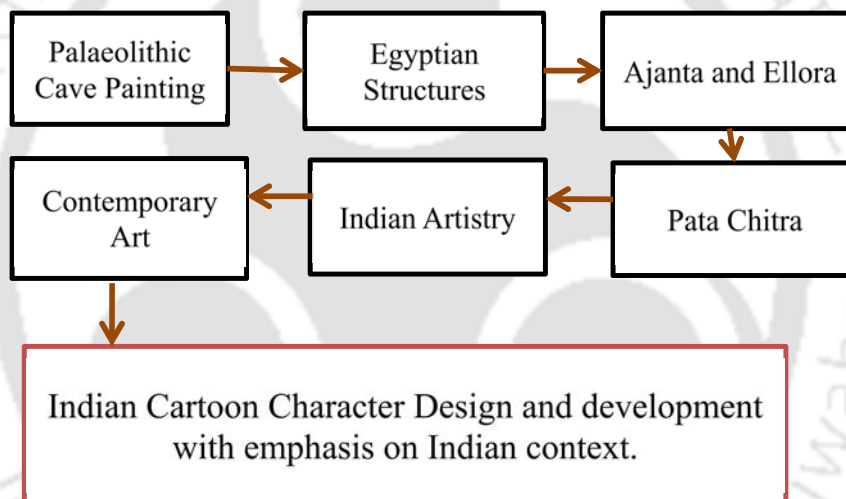 Palaeolithic
Cave Painting
Egyptian
Structures
Ajanta and Ellora
Pata Chitra
Indian Artistry
Contemporary
Art
Indian Cartoon Character Design and development
with emphasis on Indian context.